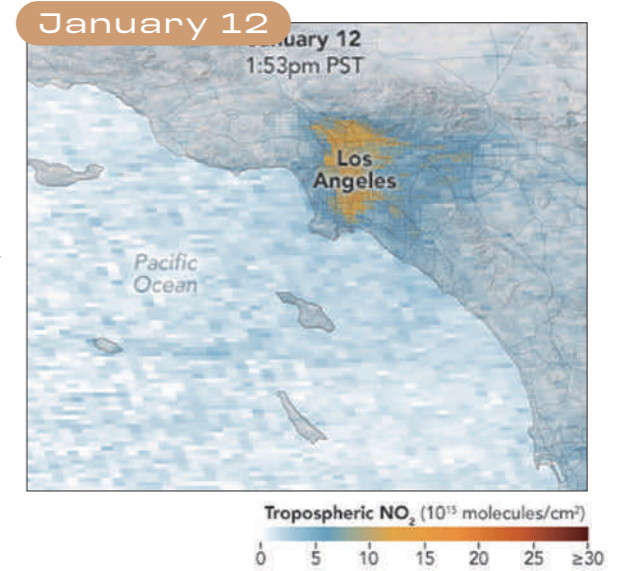 January 12
January 12
1:53pm PST
Los
Angeles
Pacific
Ocean
Tropospheric NO₂ (10¹⁵ molecules/cm²)
0 5 10 15 20 25 ≥30